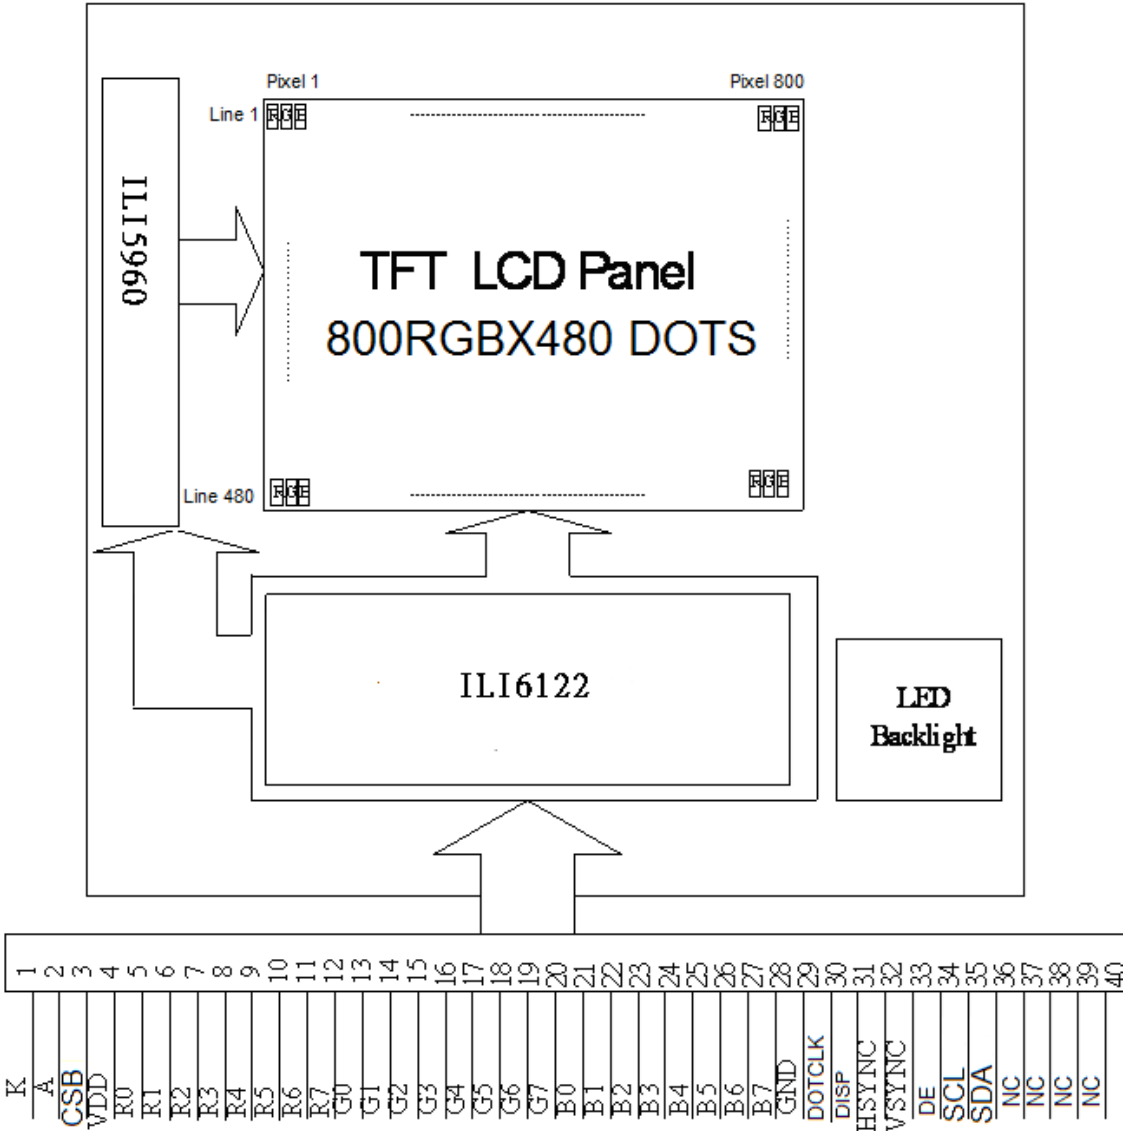 Pixel 1
Pixel 800
Line 1
RGB
RGB
ILI5960
TFT LCD Panel
800RGBX480 DOTS
Line 480
RGB
RGB
ILI6122
LED
Backlight
1
2
3
4
5
6
7
8
9
10
11
12
13
14
15
16
17
18
19
20
21
22
23
24
25
26
27
28
29
30
31
32
33
34
35
36
37
38
39
40
K
A
CSB
VDD
R0
R1
R2
R3
R4
R5
R6
R7
G0
G1
G2
G3
G4
G5
G6
G7
B0
B1
B2
B3
B4
B5
B6
B7
GND
DOTCLK
DISP
HSYNC
VSYNC
DE
SCL
SDA
NC
NC
NC
NC